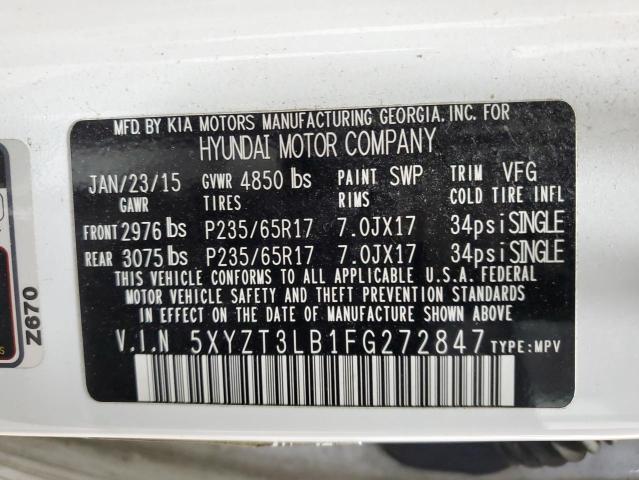 MFD. BY KIA MOTORS MANUFACTURING GEORGIA, INC. FOR
HYUNDAI MOTOR COMPANY
JAN/23/15 GVWR 4850 lbs PAINT SWP TRIM VFG
GAWR TIRES RIMS COLD TIRE INFL
FRONT 2976 lbs P235/65R17 7.0JX17 34psi SINGLE
REAR 3075 lbs P235/65R17 7.0JX17 34psi SINGLE
THIS VEHICLE CONFORMS TO ALL APPLICABLE U.S.A. FEDERAL
MOTOR VEHICLE SAFETY, BUMPER, AND THEFT PREVENTION STANDARDS
IN EFFECT ON THE DATE OF MANUFACTURE SHOWN ABOVE
V.I.N 5XYZT3LB1FG272847 TYPE: MPV
Z670